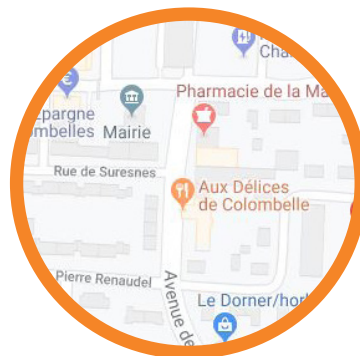 Cha
Pharmacie de la Ma
Epargne
ombelles
Mairie
Rue de Suresnes
Aux Délices
de Colombelle
Pierre Renaudel
Avenue de
Le Dorner/horl